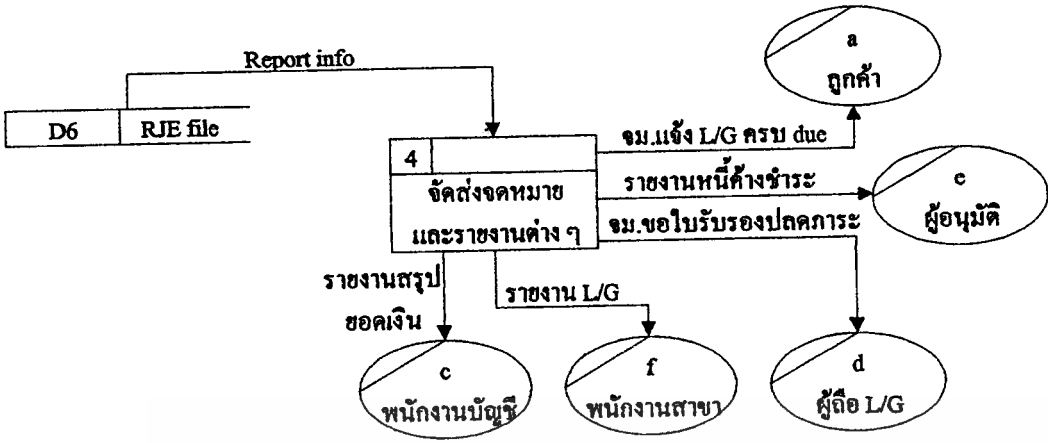 a
ลูกค้า
Report info
D6
RJE file
4
จม.แจ้ง L/G ครบ due
รายงานหนี้ค้างชำระ
e
ผู้อนุมัติ
จัดส่งจดหมาย
และรายงานต่าง ๆ
จม.ขอใบรับรองปลดภาระ
รายงานสรุป
ยอดเงิน
รายงาน L/G
c
พนักงานบัญชี
f
พนักงานสาขา
d
ผู้ถือ L/G